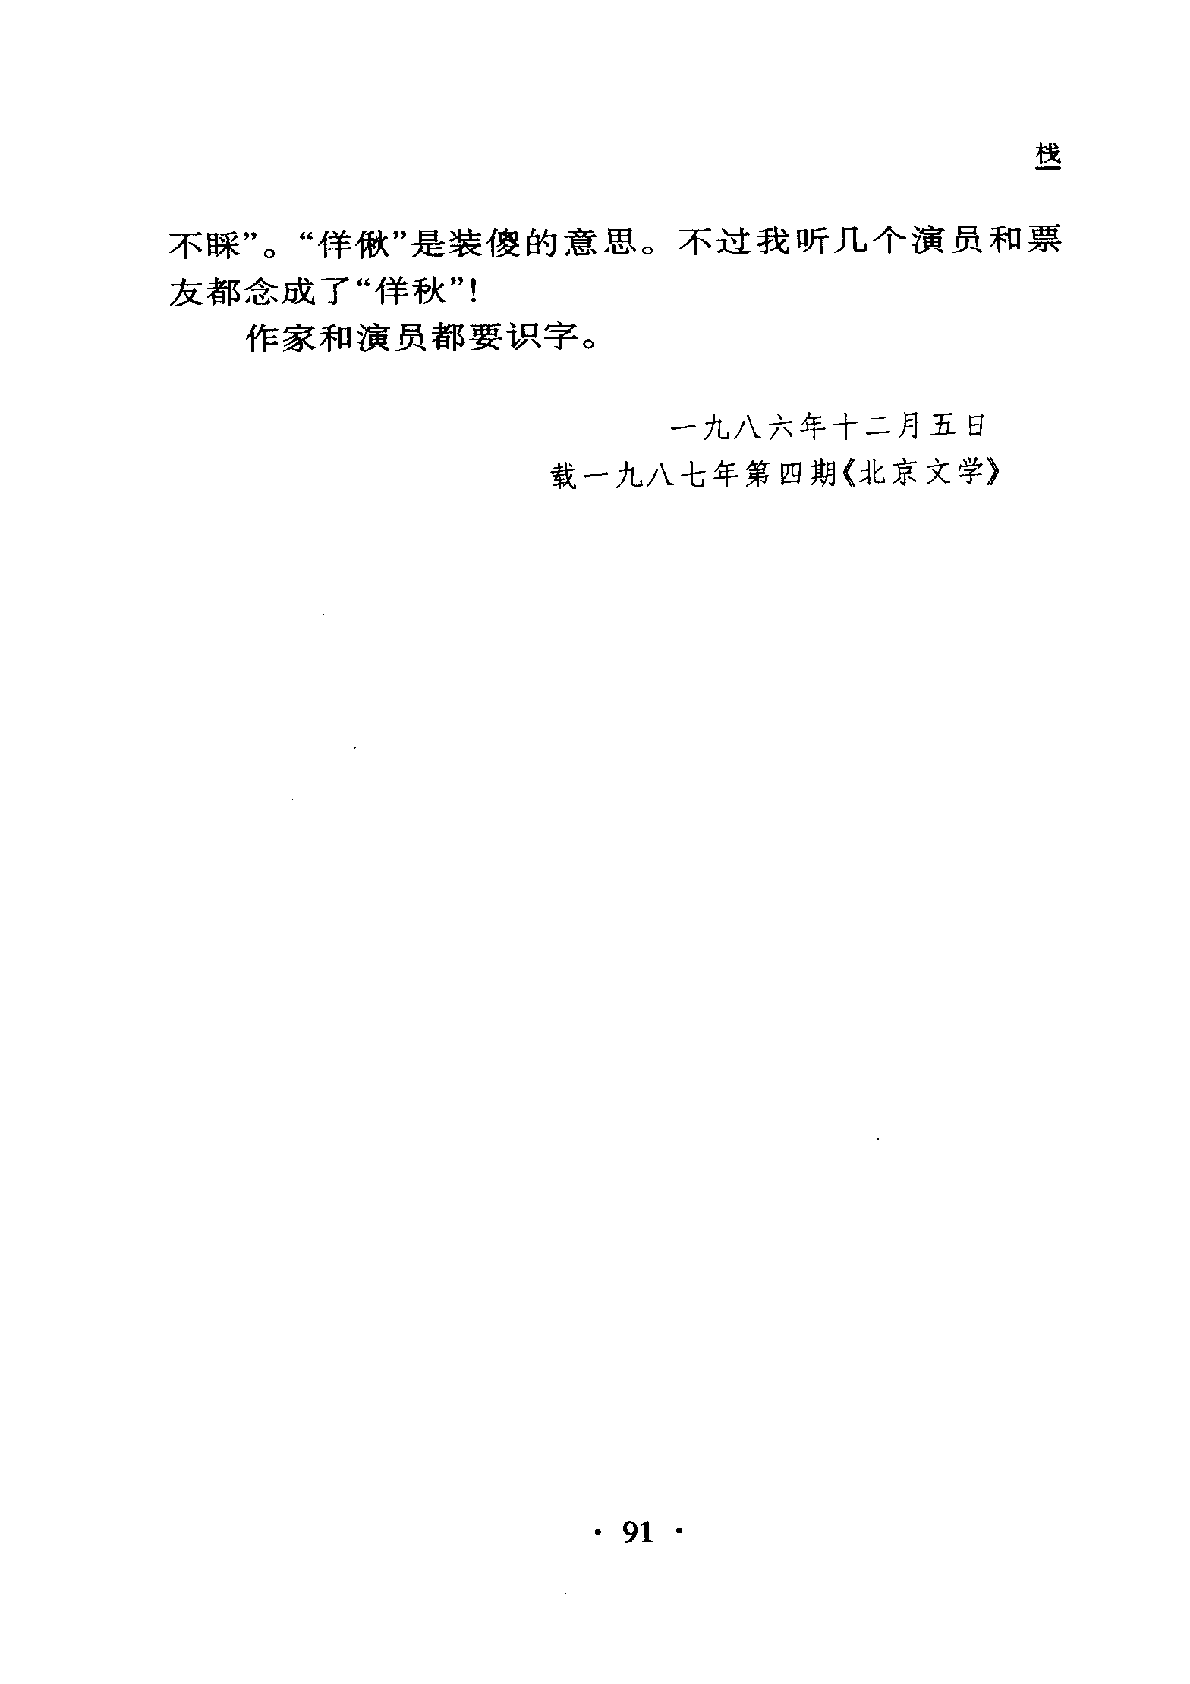 栈
不睬”。“佯偢”是装傻的意思。不过我听几个演员和票
友都念成了“佯秋”!
作家和演员都要识字。
一九八六年十二月五日
载一九八七年第四期《北京文学》
· 91 ·